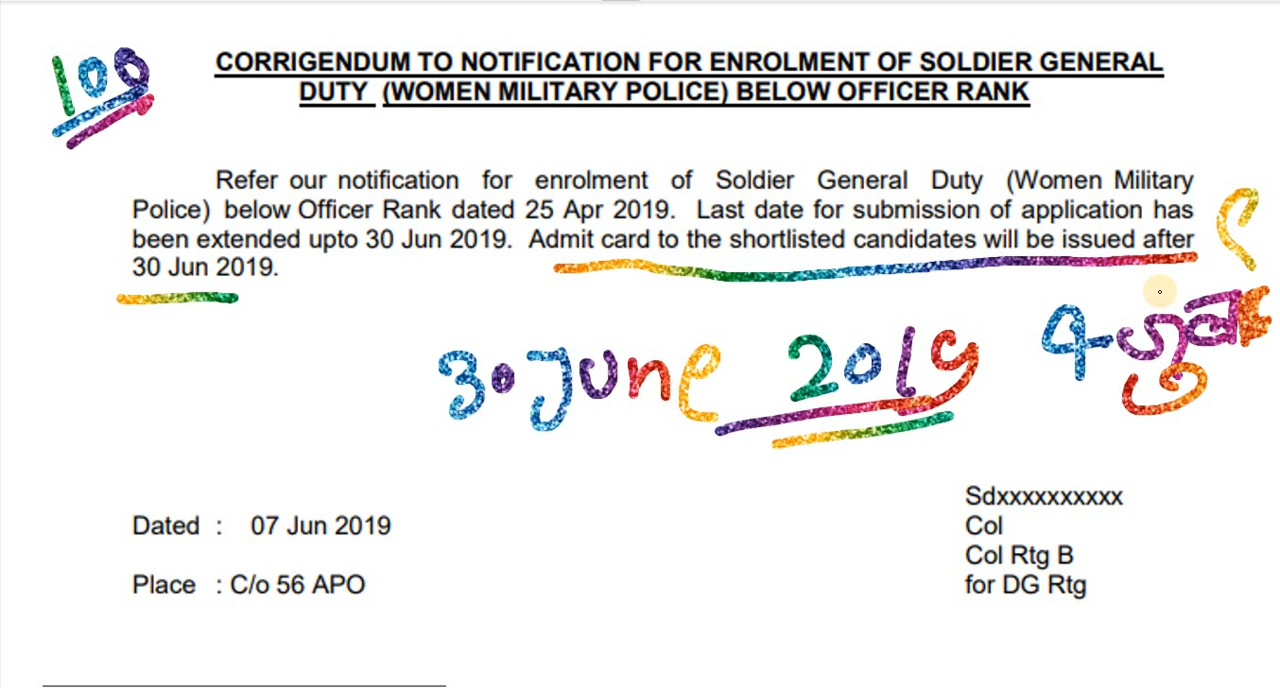 100
CORRIGENDUM TO NOTIFICATION FOR ENROLMENT OF SOLDIER GENERAL
DUTY (WOMEN MILITARY POLICE) BELOW OFFICER RANK
Refer our notification for enrolment of Soldier General Duty (Women Military
Police) below Officer Rank dated 25 Apr 2019. Last date for submission of application has
been extended upto 30 Jun 2019. Admit card to the shortlisted candidates will be issued after
30 Jun 2019.
30 June 2019
Dated : 07 Jun 2019
Place : C/o 56 APO
Sdxxxxxxxxxx
Col
Col Rtg B
for DG Rtg